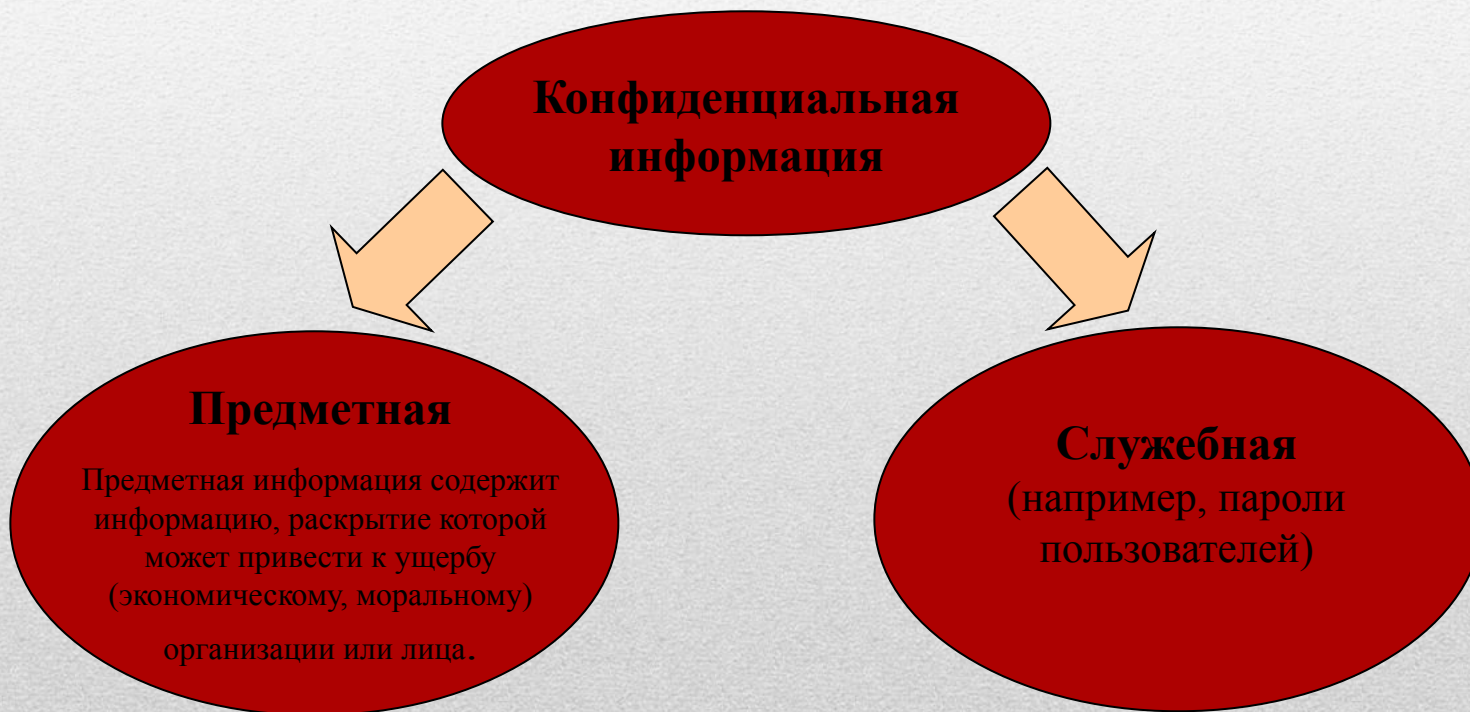 Конфиденциальная
информация
Предметная
Предметная информация содержит
информацию, раскрытие которой
может привести к ущербу
(экономическому, моральному)
организации или лица.
Служебная
(например, пароли
пользователей)